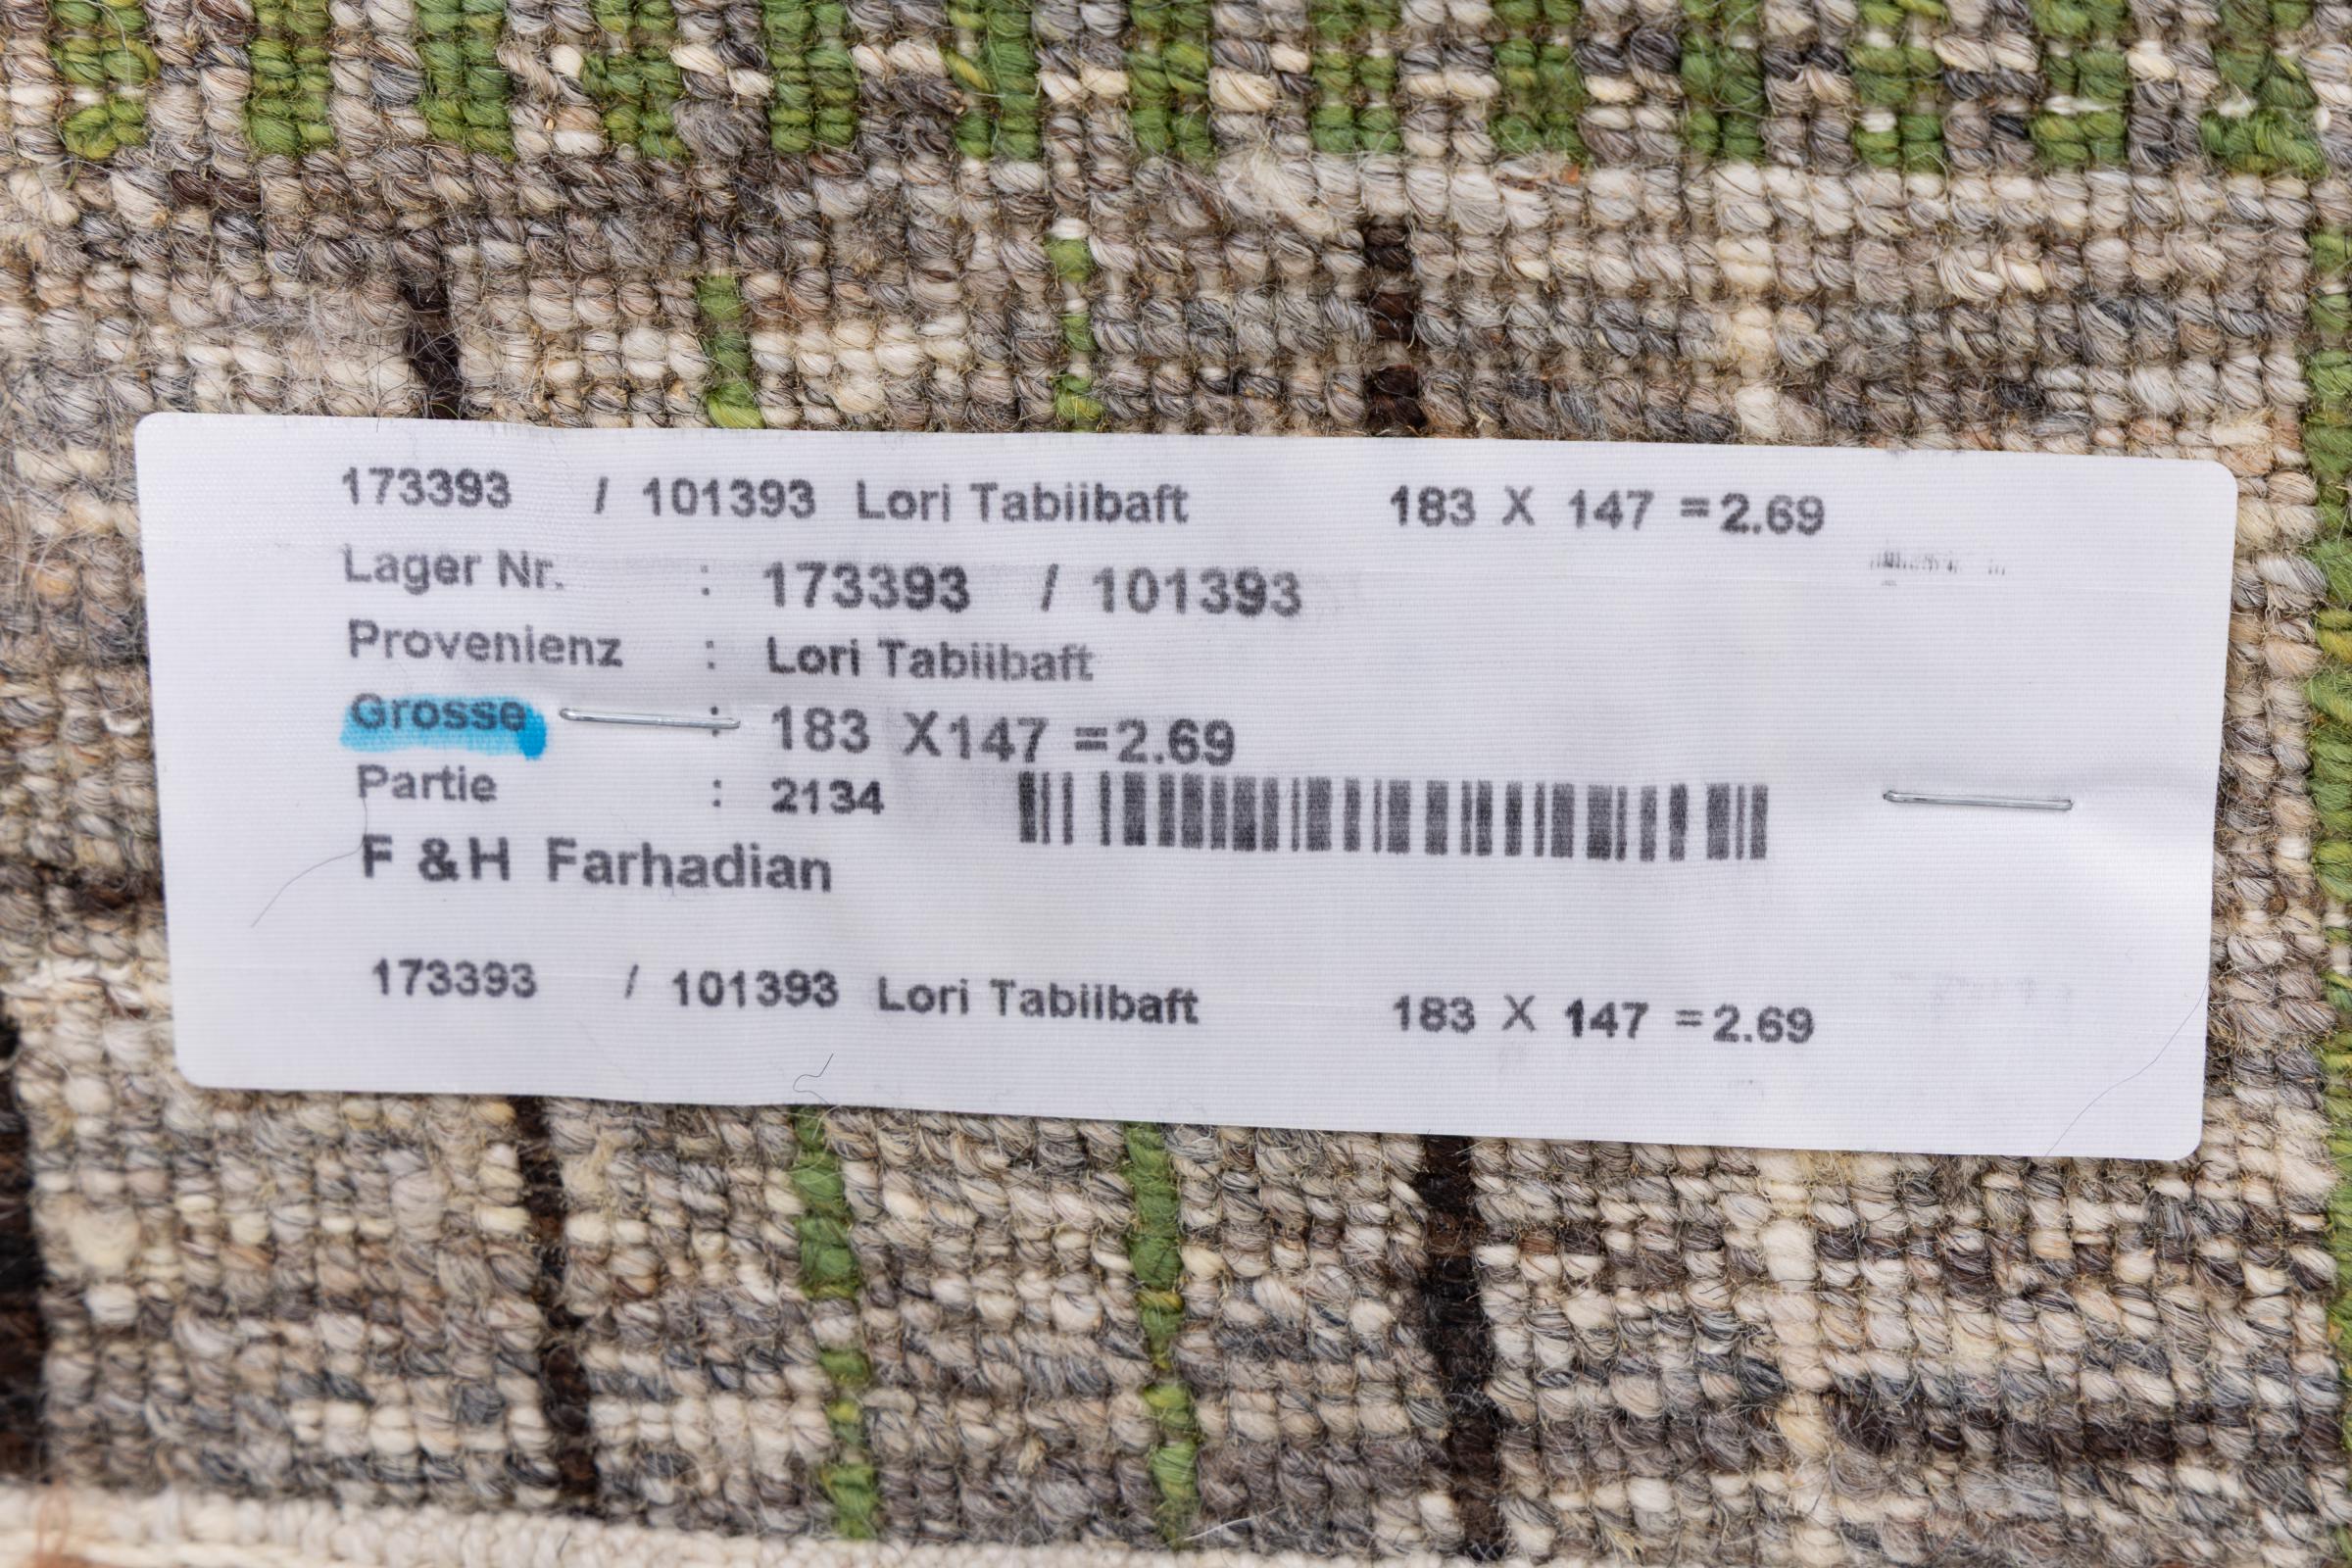 173393 / 101393 Lori Tabiibaft 183 X 147 =2.69
Lager Nr. : 173393 / 101393
Provenienz : Lori Tabiibaft
Grosse : 183 X147 =2.69
Partie : 2134
F &H Farhadian
173393 / 101393 Lori Tabiibaft 183 X 147 =2.69